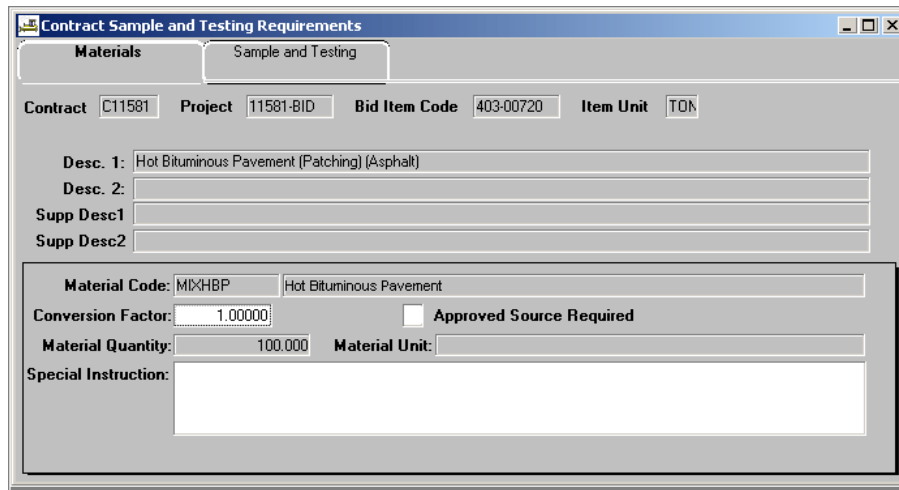 Contract Sample and Testing Requirements
Materials Sample and Testing
Contract C11581 Project 11581-BID Bid Item Code 403-00720 Item Unit TON
Desc. 1: Hot Bituminous Pavement (Patching) (Asphalt)
Desc. 2:
Supp Desc1
Supp Desc2
Material Code: MIXHBP Hot Bituminous Pavement
Conversion Factor: 1.00000 Approved Source Required
Material Quantity: 100.000 Material Unit:
Special Instruction: